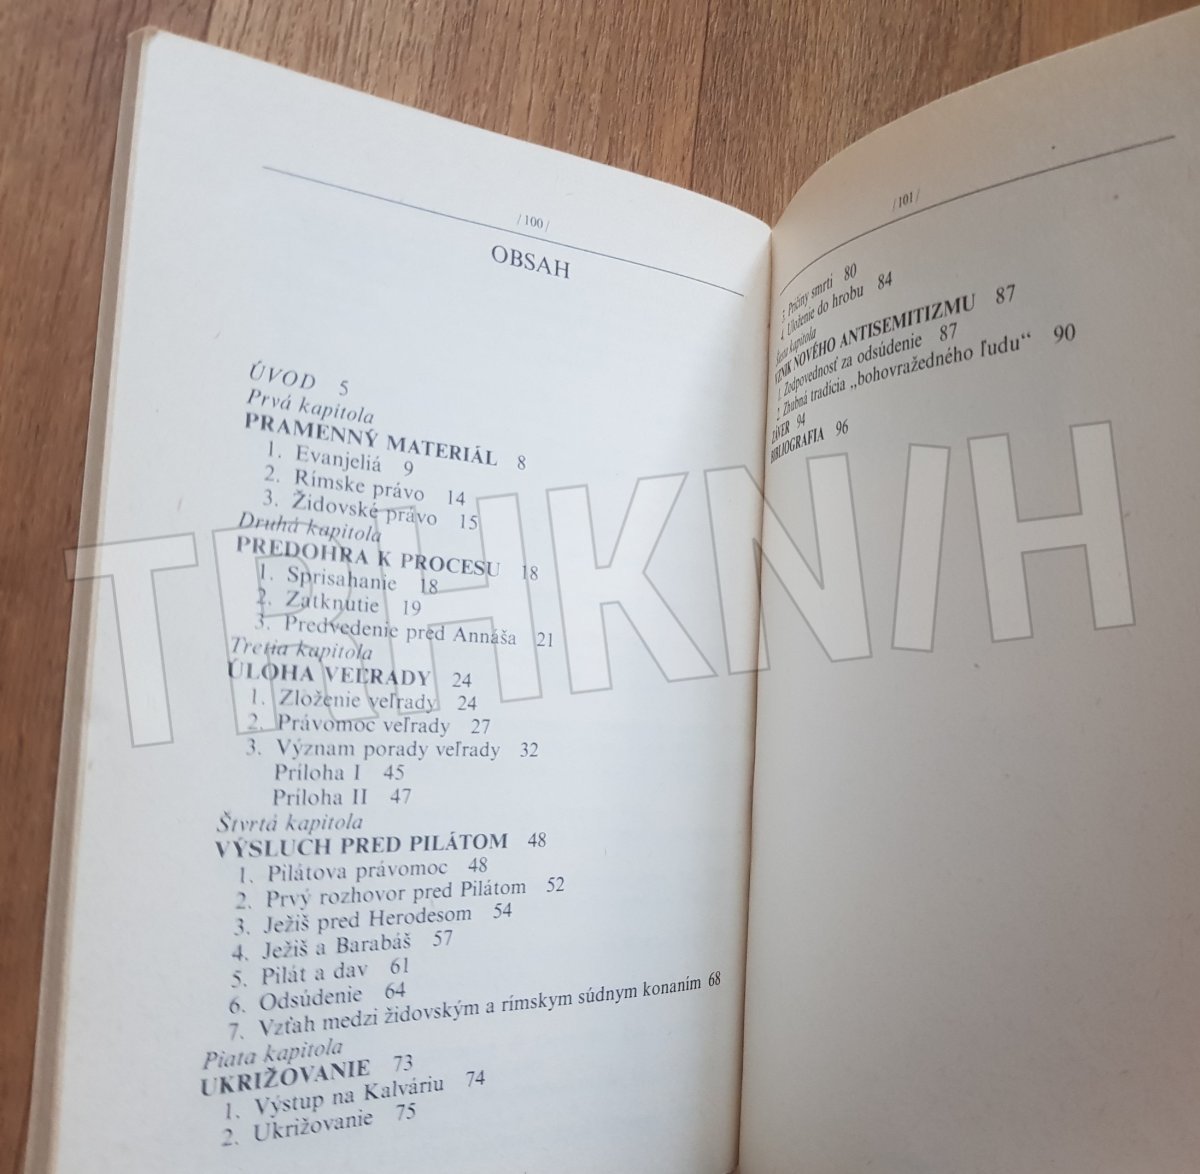 / 100 /
OBSAH
ÚVOD 5
Prvá kapitola
PRAMENNÝ MATERIÁL 8
1. Evanjeliá 9
2. Rímske právo 14
3. Židovské právo 15
Druhá kapitola
PREDOHRA K PROCESU 18
1. Sprisahanie 18
2. Zatknutie 19
3. Predvedenie pred Annáša 21
Tretia kapitola
ÚLOHA VEĽRADY 24
1. Zloženie veľrady 24
2. Právomoc veľrady 27
3. Význam porady veľrady 32
Príloha I 45
Príloha II 47
Štvrtá kapitola
VÝSLUCH PRED PILÁTOM 48
1. Pilátova právomoc 48
2. Prvý rozhovor pred Pilátom 52
3. Ježiš pred Herodesom 54
4. Ježiš a Barabáš 57
5. Pilát a dav 61
6. Odsúdenie 64
7. Vzťah medzi židovským a rímskym súdnym konaním 68
Piata kapitola
UKRIŽOVANIE 73
1. Výstup na Kalváriu 74
2. Ukrižovanie 75
/ 101 /
3. Príčiny smrti 80
4. Uloženie do hrobu 84
Šiesta kapitola
VZNIK NOVÉHO ANTISEMITIZMU 87
1. Zodpovednosť za odsúdenie 87
2. Zhubná tradícia „bohovražedného ľudu“ 90
ZÁVER 94
BIBLIOGRAFIA 96
TRHKNIH